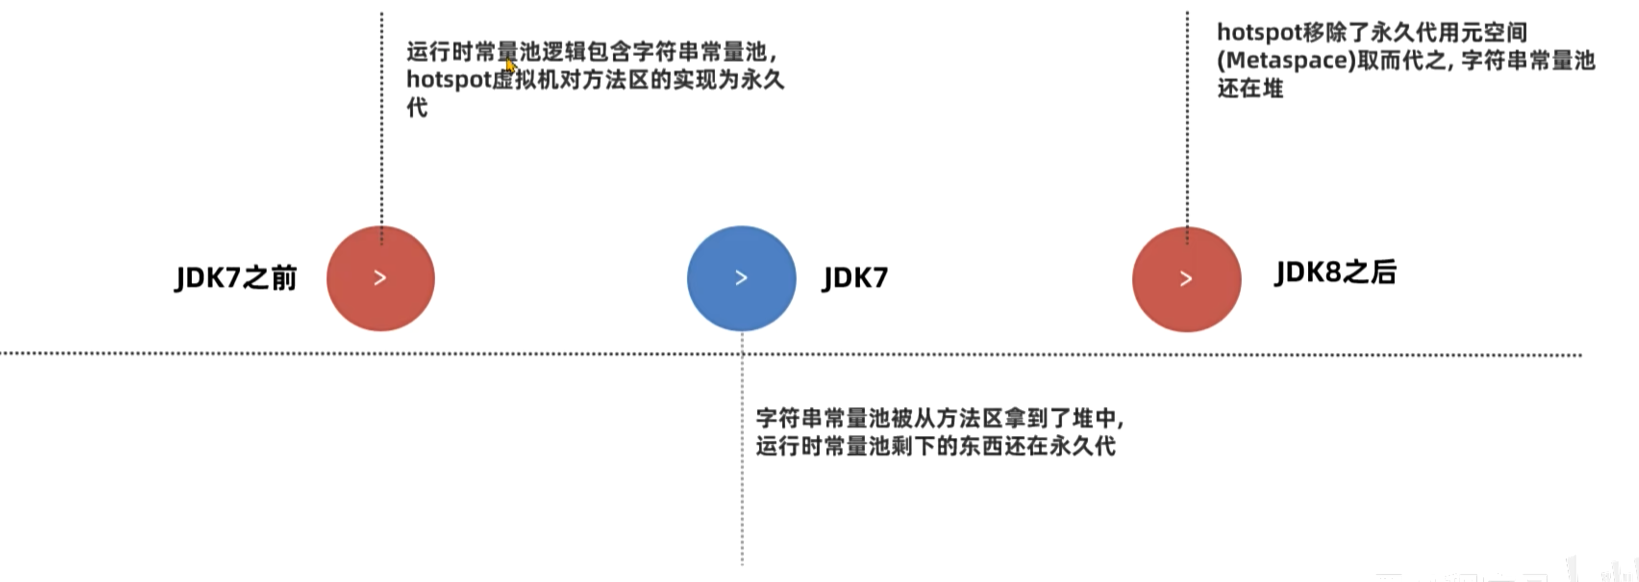 运行时常量池逻辑包含字符串常量池,
hotspot虚拟机对方法区的实现为永久
代
hotspot移除了永久代用元空间
(Metaspace)取而代之, 字符串常量池
还在堆
JDK7之前
>
>
JDK7
>
JDK8之后
字符串常量池被从方法区拿到了堆中,
运行时常量池剩下的东西还在永久代